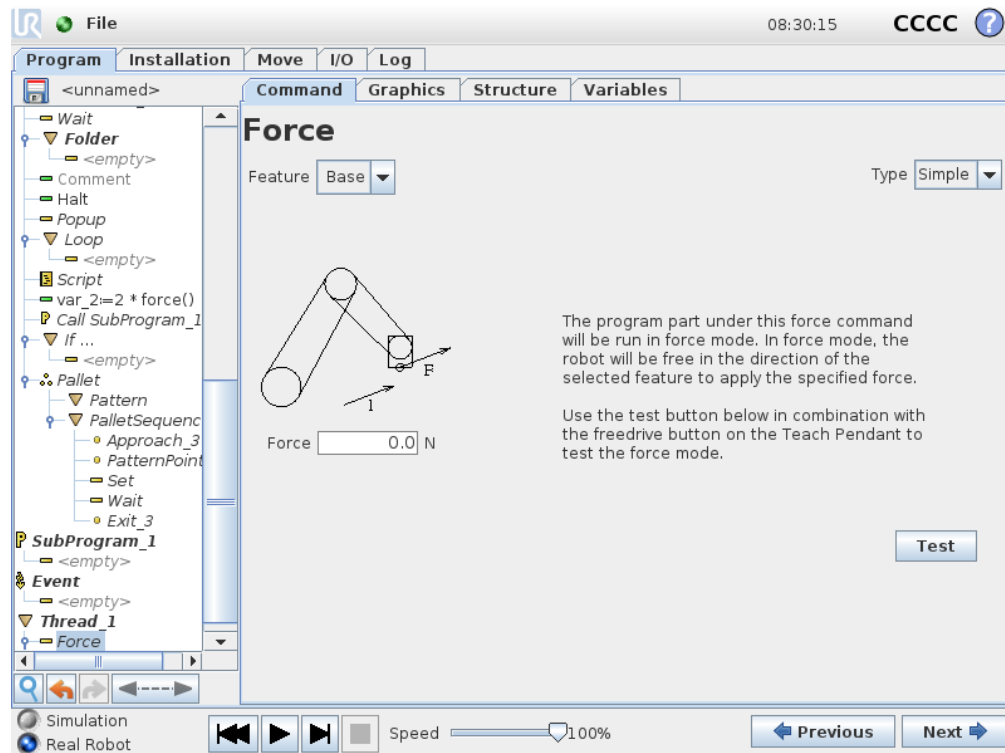 UR File 08:30:15 CCCC ?
Program Installation Move I/O Log
<unnamed>
Command Graphics Structure Variables
Wait
Folder
<empty>
Comment
Halt
Popup
Loop
<empty>
Script
var_2:=2 * force()
P Call SubProgram_1
If ...
<empty>
Pallet
Pattern
PalletSequenc
Approach_3
PatternPoint
Set
Wait
Exit_3
P SubProgram_1
<empty>
Event
<empty>
Thread_1
Force
Force
Feature Base
Type Simple
F
1
Force 0.0 N
The program part under this force command
will be run in force mode. In force mode, the
robot will be free in the direction of the
selected feature to apply the specified force.
Use the test button below in combination with
the freedrive button on the Teach Pendant to
test the force mode.
Test
Simulation
Real Robot
Speed 100%
Previous Next